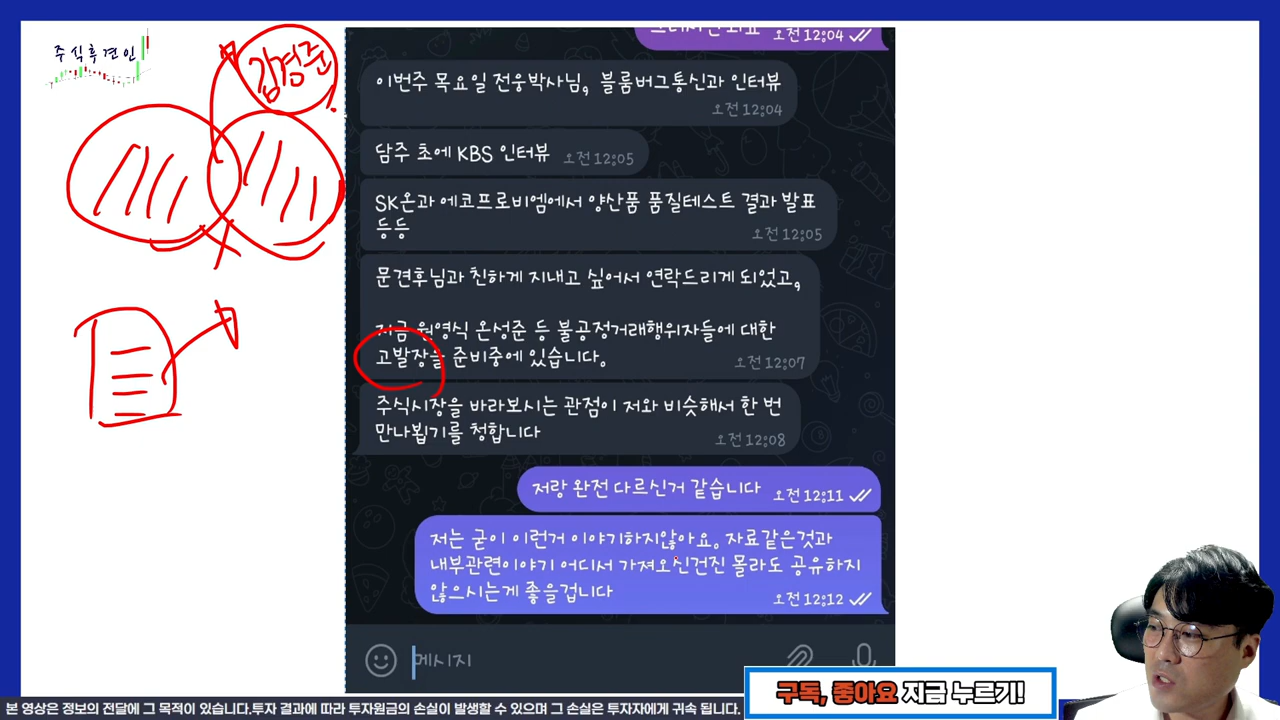 주식후견인
김경준
오전 12:04
이번주 목요일 전웅박사님, 블룸버그통신과 인터뷰
오전 12:04
담주 초에 KBS 인터뷰 오전 12:05
SK온과 에코프로비엠에서 양산품 품질테스트 결과 발표
등등
오전 12:05
문견후님과 친하게 지내고 싶어서 연락드리게 되었고,
지금 원영식 온성준 등 불공정거래행위자들에 대한
고발장을 준비중에 있습니다.
오전 12:07
주식시장을 바라보시는 관점이 저와 비슷해서 한 번
만나뵙기를 청합니다
오전 12:08
저랑 완전 다르신거 같습니다 오전 12:11
저는 굳이 이런거 이야기하지않아요. 자료같은것과
내부관련이야기 어디서 가져오신건진 몰라도 공유하지
않으시는게 좋을겁니다
오전 12:12
메시지
구독, 좋아요 지금 누르기!
본 영상은 정보의 전달에 그 목적이 있습니다.투자 결과에 따라 투자원금의 손실이 발생할 수 있으며 그 손실은 투자자에게 귀속 됩니다.